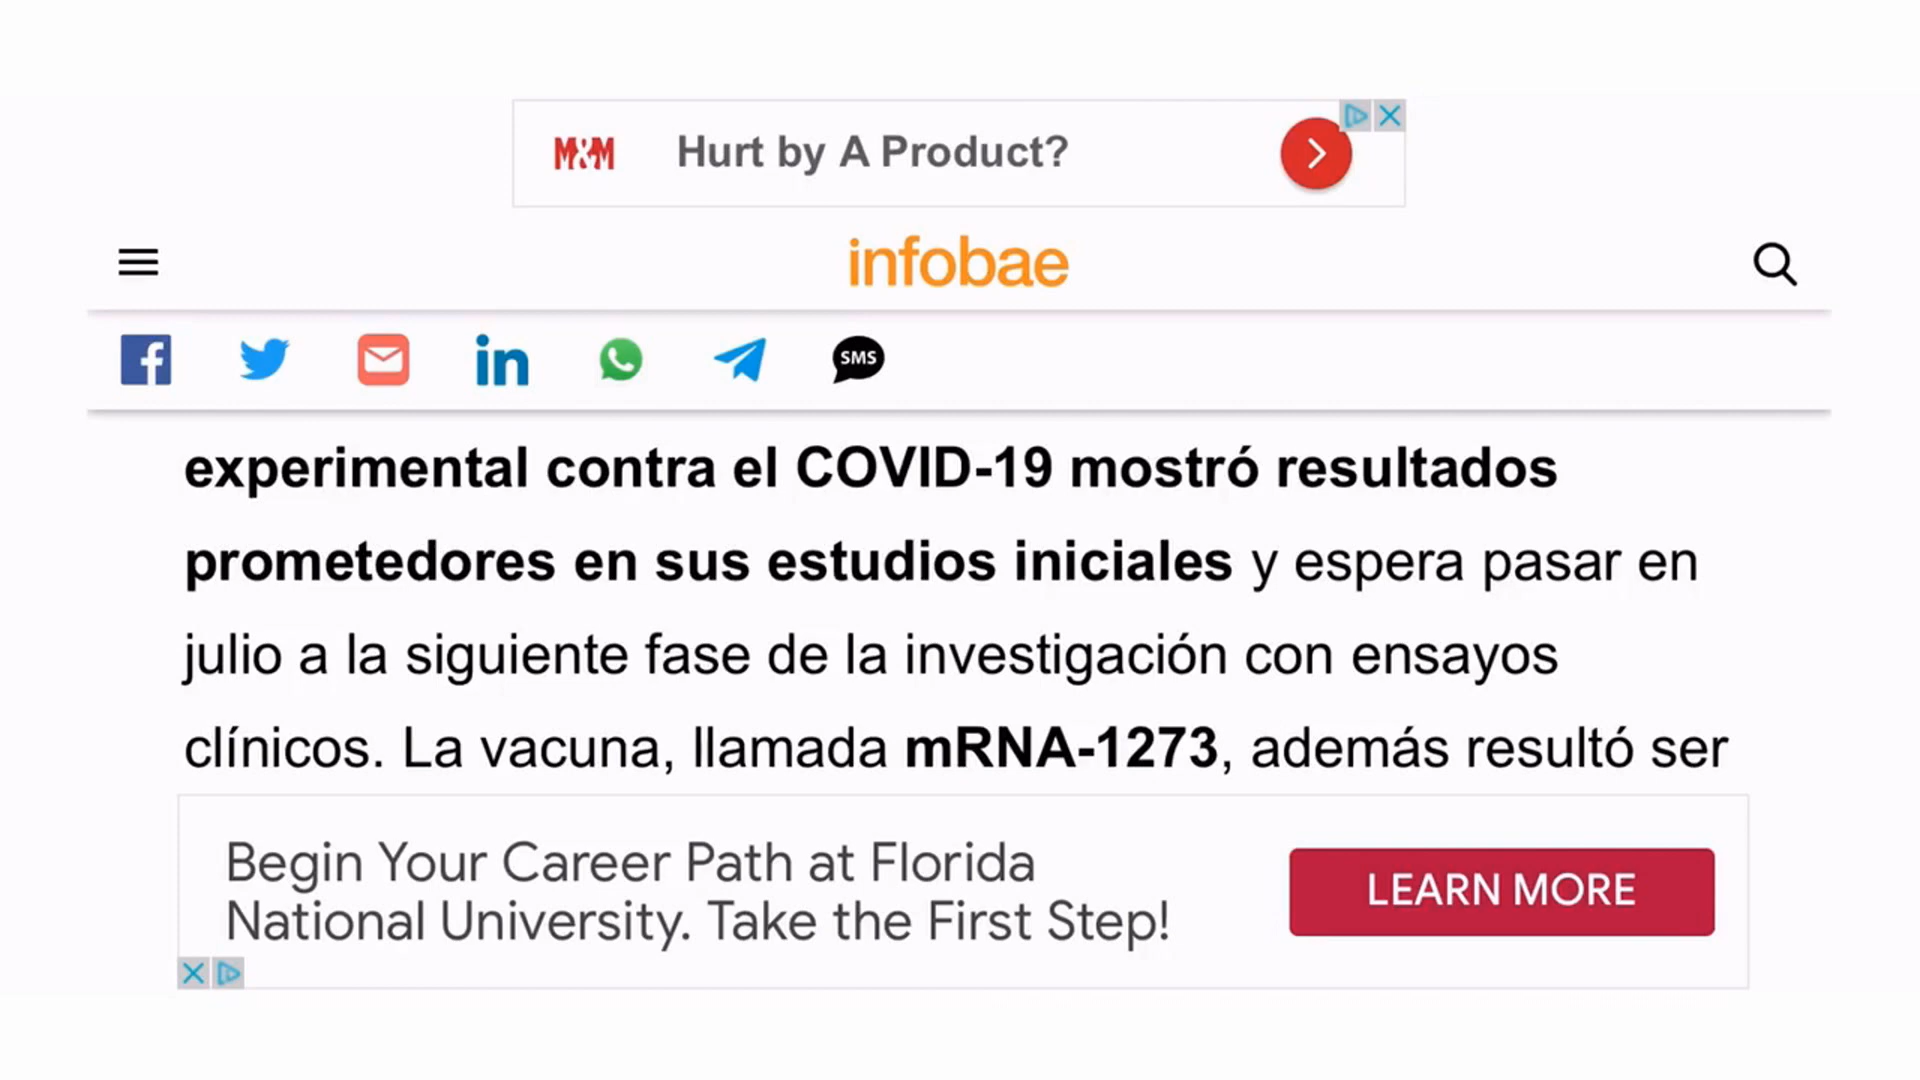 M&M Hurt by A Product?
infobae
SMS
experimental contra el COVID-19 mostró resultados
prometedores en sus estudios iniciales y espera pasar en
julio a la siguiente fase de la investigación con ensayos
clínicos. La vacuna, llamada mRNA-1273, además resultó ser
Begin Your Career Path at Florida
National University. Take the First Step!
LEARN MORE